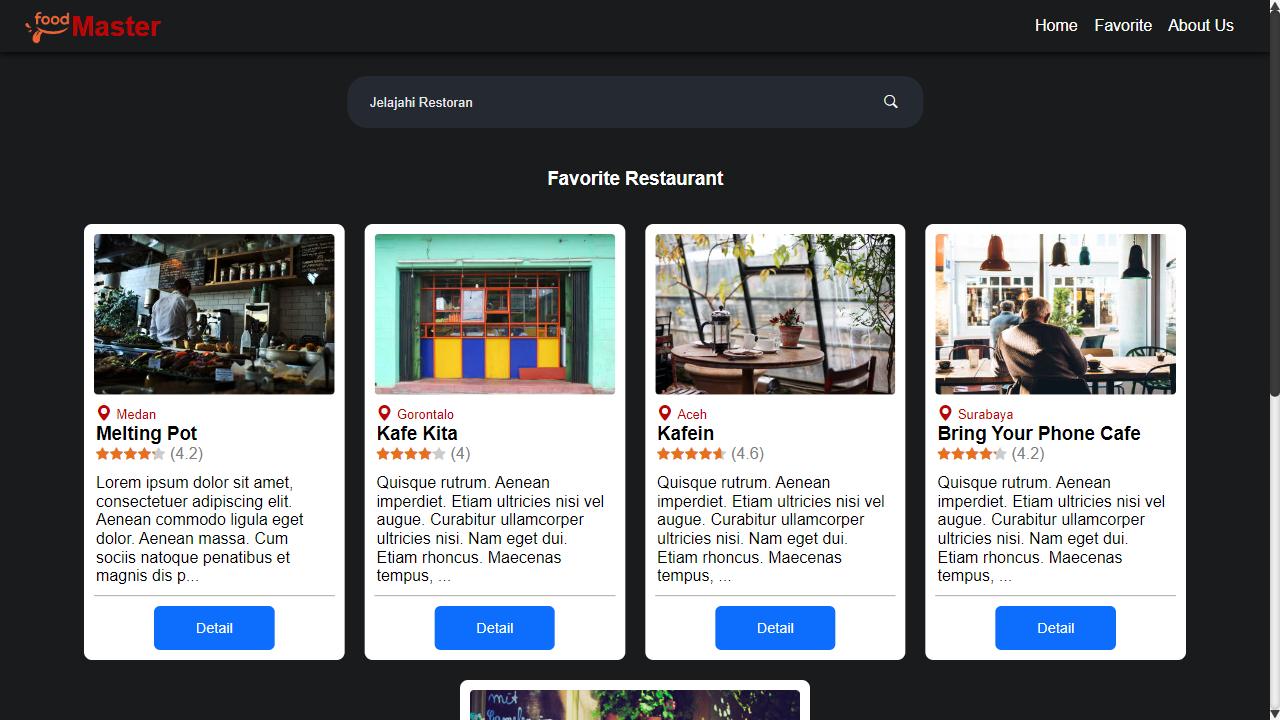 food Master
Home Favorite About Us
Jelajahi Restoran
Favorite Restaurant
Medan
Melting Pot
(4.2)
Lorem ipsum dolor sit amet,
consectetuer adipiscing elit.
Aenean commodo ligula eget
dolor. Aenean massa. Cum
sociis natoque penatibus et
magnis dis p...
Detail
Gorontalo
Kafe Kita
(4)
Quisque rutrum. Aenean
imperdiet. Etiam ultricies nisi vel
augue. Curabitur ullamcorper
ultricies nisi. Nam eget dui.
Etiam rhoncus. Maecenas
tempus, ...
Detail
Aceh
Kafein
(4.6)
Quisque rutrum. Aenean
imperdiet. Etiam ultricies nisi vel
augue. Curabitur ullamcorper
ultricies nisi. Nam eget dui.
Etiam rhoncus. Maecenas
tempus, ...
Detail
Surabaya
Bring Your Phone Cafe
(4.2)
Quisque rutrum. Aenean
imperdiet. Etiam ultricies nisi vel
augue. Curabitur ullamcorper
ultricies nisi. Nam eget dui.
Etiam rhoncus. Maecenas
tempus, ...
Detail
mit